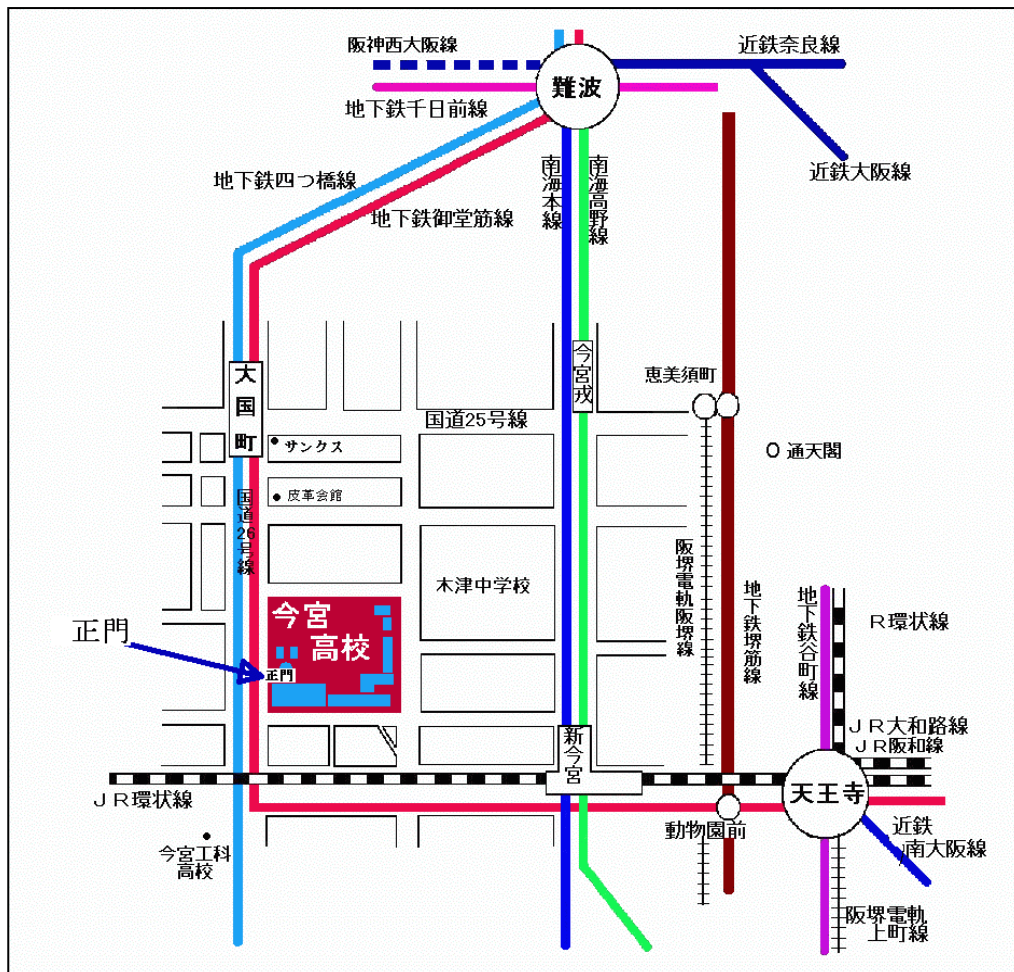 阪神西大阪線
近鉄奈良線
難波
地下鉄千日前線
近鉄大阪線
地下鉄四つ橋線
地下鉄御堂筋線
南海本線
南海高野線
大国町
今宮戎
恵美須町
国道25号線
サンクス
通天閣
皮革会館
国道26号線
木津中学校
阪堺電軌阪堺線
地下鉄堺筋線
地下鉄谷町線
R環状線
今宮
高校
正門
正門
新今宮
JR大和路線
JR阪和線
天王寺
JR環状線
動物園前
近鉄
南大阪線
今宮工科
高校
阪堺電軌
上町線